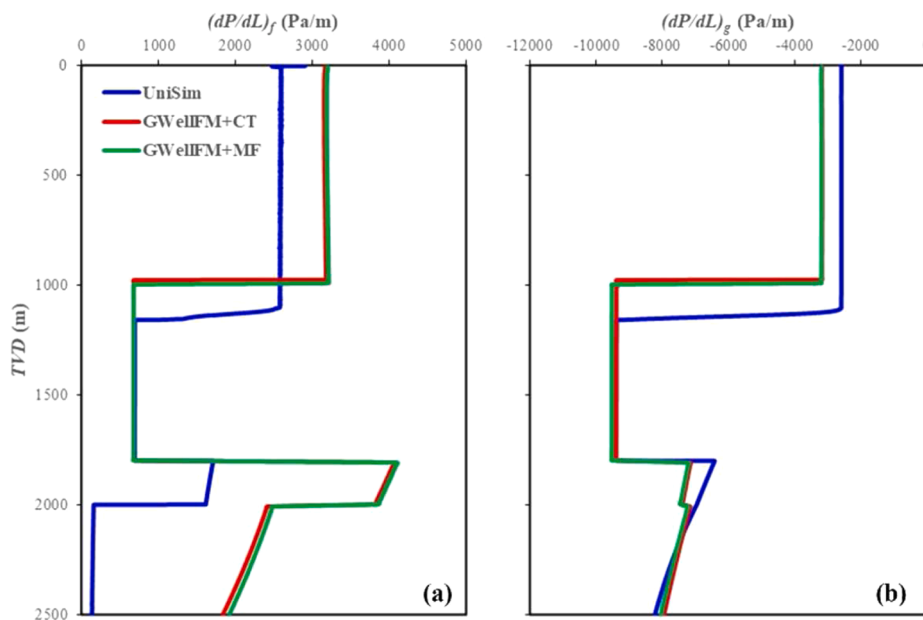 (dP/dL)f (Pa/m)
0 1000 2000 3000 4000 5000
0
500
1000
1500
2000
2500
TVD (m)
UniSim
GWellFM+CT
GWellFM+MF
(a)
(dP/dL)g (Pa/m)
-12000 -10000 -8000 -6000 -4000 -2000 0
(b)